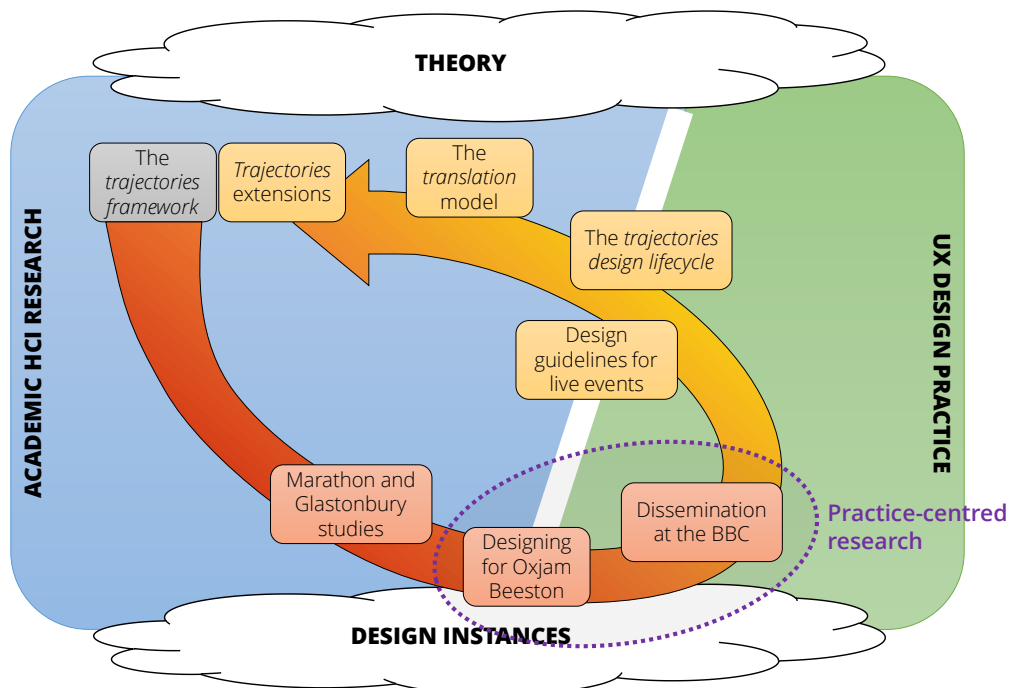 THEORY
The
trajectories
framework
Trajectories
extensions
The
translation
model
The trajectories
design lifecycle
Design
guidelines for
live events
ACADEMIC HCI RESEARCH
UX DESIGN PRACTICE
Marathon and
Glastonbury
studies
Designing
for Oxjam
Beeston
Dissemination
at the BBC
Practice-centred
research
DESIGN INSTANCES